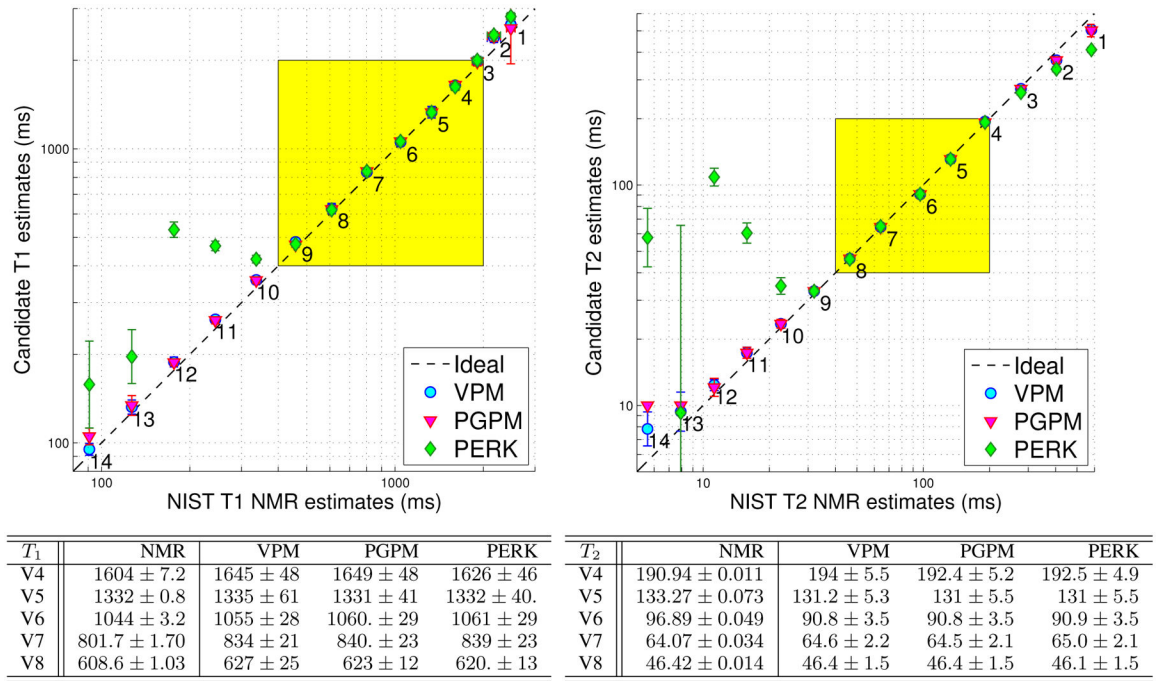 Candidate T1 estimates (ms)
1000
100
1
2
3
4
5
6
7
8
9
10
11
12
13
14
Ideal
VPM
PGPM
PERK
100
1000
NIST T1 NMR estimates (ms)
Candidate T2 estimates (ms)
100
10
1
2
3
4
5
6
7
8
9
10
11
12
13
14
Ideal
VPM
PGPM
PERK
10
100
NIST T2 NMR estimates (ms)
T1 NMR VPM PGPM PERK
V4 1604 ± 7.2 1645 ± 48 1649 ± 48 1626 ± 46
V5 1332 ± 0.8 1335 ± 61 1331 ± 41 1332 ± 40.
V6 1044 ± 3.2 1055 ± 28 1060. ± 29 1061 ± 29
V7 801.7 ± 1.70 834 ± 21 840. ± 23 839 ± 23
V8 608.6 ± 1.03 627 ± 25 623 ± 12 620. ± 13
T2 NMR VPM PGPM PERK
V4 190.94 ± 0.011 194 ± 5.5 192.4 ± 5.2 192.5 ± 4.9
V5 133.27 ± 0.073 131.2 ± 5.3 131 ± 5.5 131 ± 5.5
V6 96.89 ± 0.049 90.8 ± 3.5 90.8 ± 3.5 90.9 ± 3.5
V7 64.07 ± 0.034 64.6 ± 2.2 64.5 ± 2.1 65.0 ± 2.1
V8 46.42 ± 0.014 46.4 ± 1.5 46.4 ± 1.5 46.1 ± 1.5